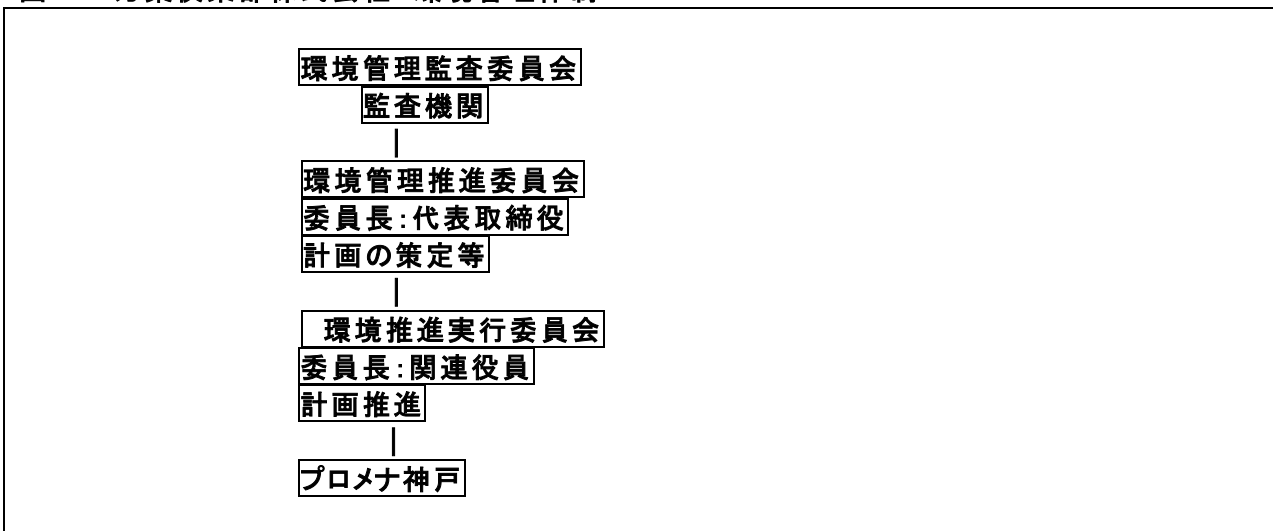 環境管理監査委員会
監査機関
環境管理推進委員会
委員長:代表取締役
計画の策定等
環境推進実行委員会
委員長:関連役員
計画推進
プロメナ神戸